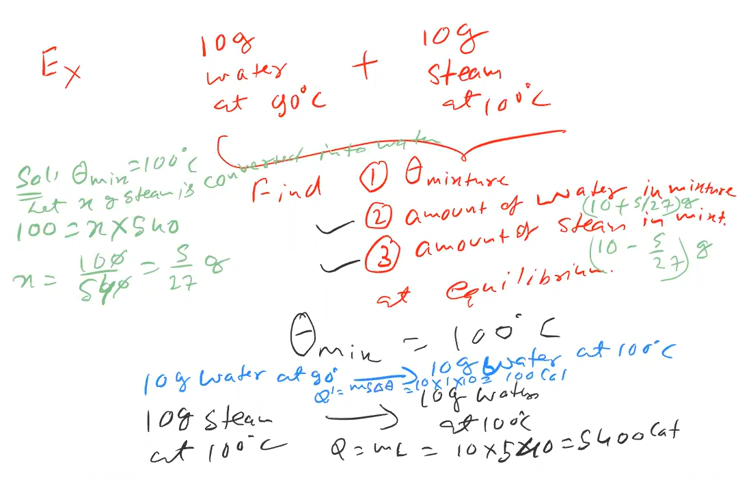 Ex 10g water at 90°C + 10g steam at 100°C
Sol: θmix = 100°C
Let x g steam is converted into water
100 = x × 540
x = 100/540 = 5/27 g
Find ① θmixture
② amount of water in mixture (10 + 5/27) g
③ amount of steam in mixt. (10 - 5/27) g
at equilibrium.
θmix = 100°C
10g water at 90° → 10g water at 100°C
Q' = msΔθ = 10×1×10 = 100 Cal
10g steam at 100°C → 10g water at 100°C
Q = mL = 10×540 = 5400 Cal